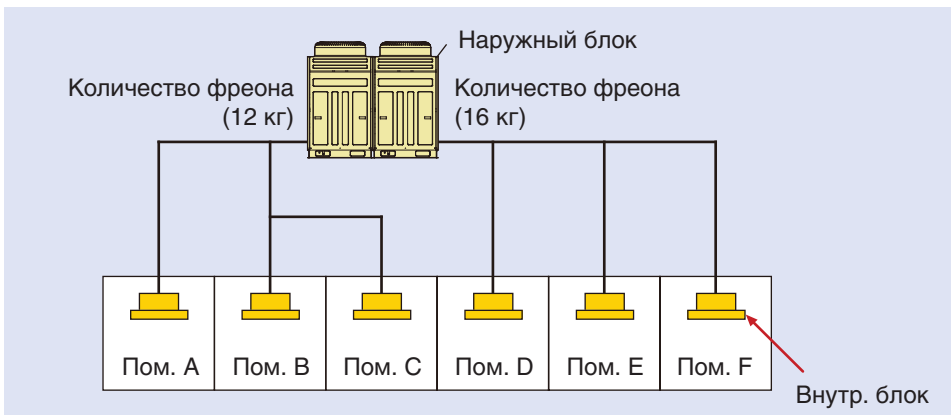 Наружный блок
Количество фреона
(12 кг)
Количество фреона
(16 кг)
Пом. A
Пом. B
Пом. C
Пом. D
Пом. E
Пом. F
Внутр. блок